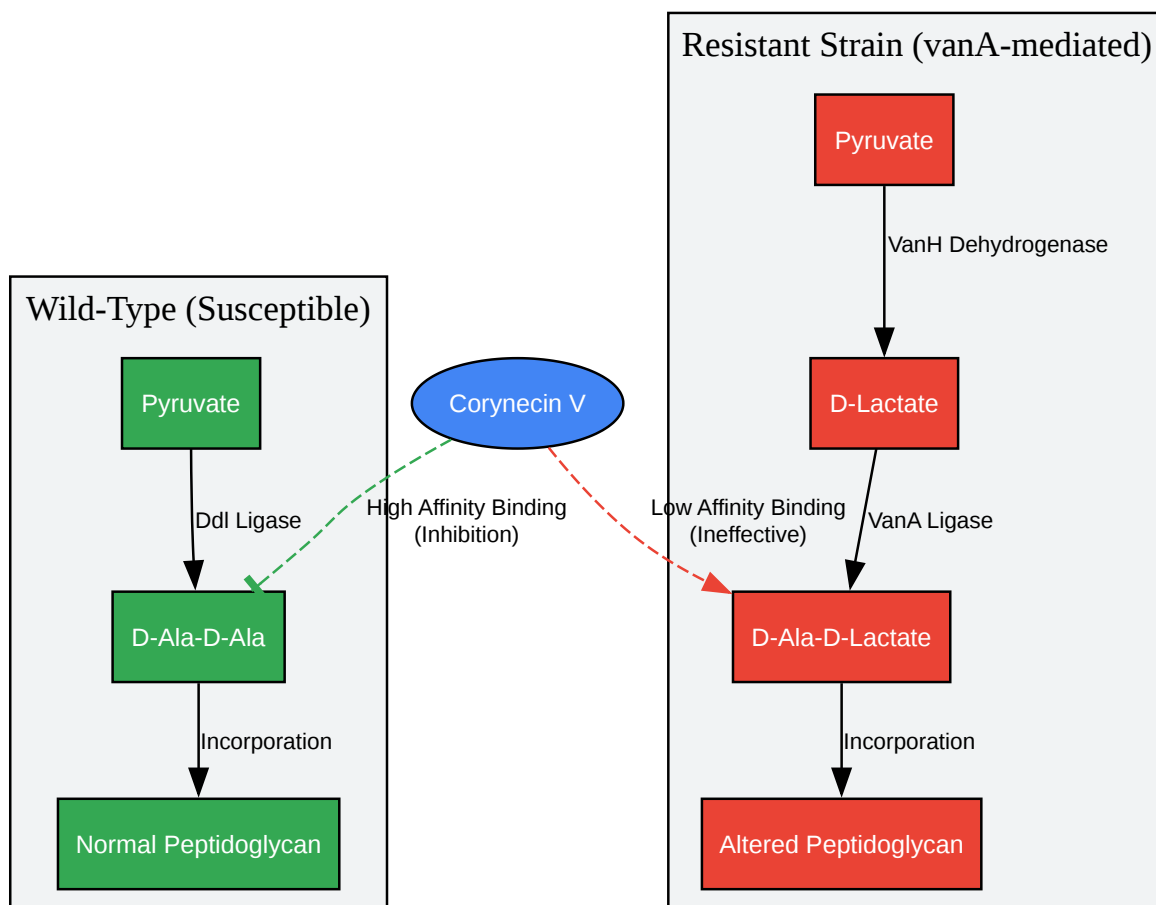 Resistant Strain (vanA-mediated)
Pyruvate
VanH Dehydrogenase
Wild-Type (Susceptible)
Pyruvate
Corynecin V
D-Lactate
Ddl Ligase
High Affinity Binding
(Inhibition)
Low Affinity Binding
(Ineffective)
VanA Ligase
D-Ala-D-Ala
D-Ala-D-Lactate
Incorporation
Incorporation
Normal Peptidoglycan
Altered Peptidoglycan